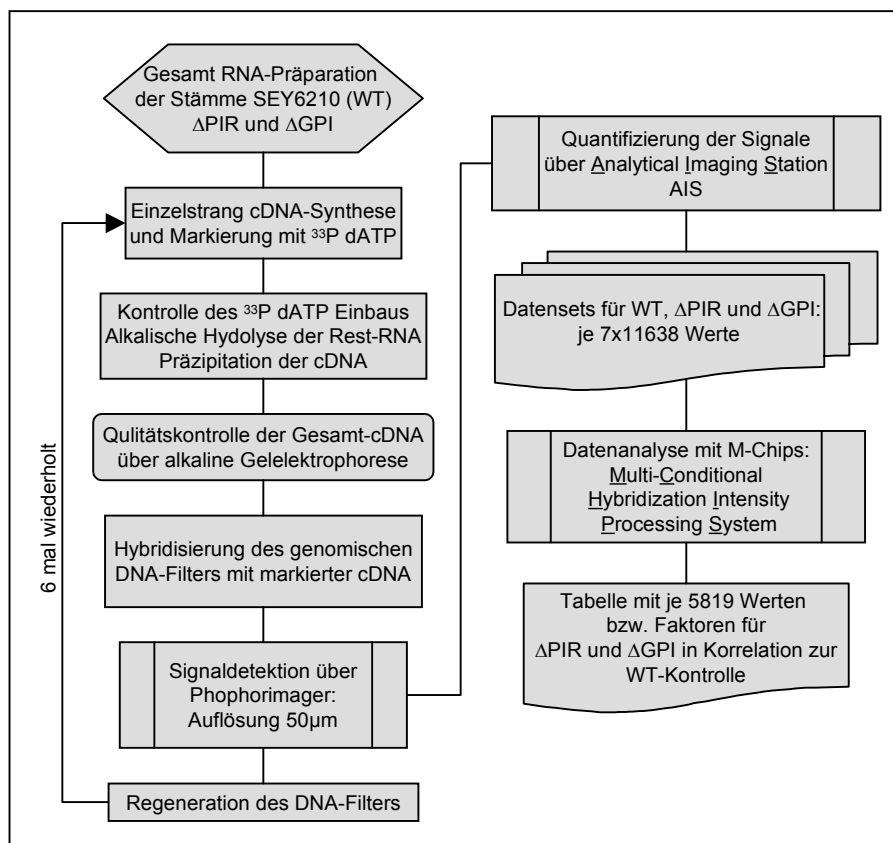 Gesamt RNA-Präparation
der Stämme SEY6210 (WT)
ΔPIR und ΔGPI
Einzelstrang cDNA-Synthese
und Markierung mit ³³P dATP
Kontrolle des ³³P dATP Einbaus
Alkalische Hydolyse der Rest-RNA
Präzipitation der cDNA
Qulitätskontrolle der Gesamt-cDNA
über alkaline Gelelektrophorese
Hybridisierung des genomischen
DNA-Filters mit markierter cDNA
Signaldetektion über
Phophorimager:
Auflösung 50µm
Regeneration des DNA-Filters
6 mal wiederholt
Quantifizierung der Signale
über Analytical Imaging Station
AIS
Datensets für WT, ΔPIR und ΔGPI:
je 7x11638 Werte
Datenanalyse mit M-Chips:
Multi-Conditional
Hybridization Intensity
Processing System
Tabelle mit je 5819 Werten
bzw. Faktoren für
ΔPIR und ΔGPI in Korrelation zur
WT-Kontrolle